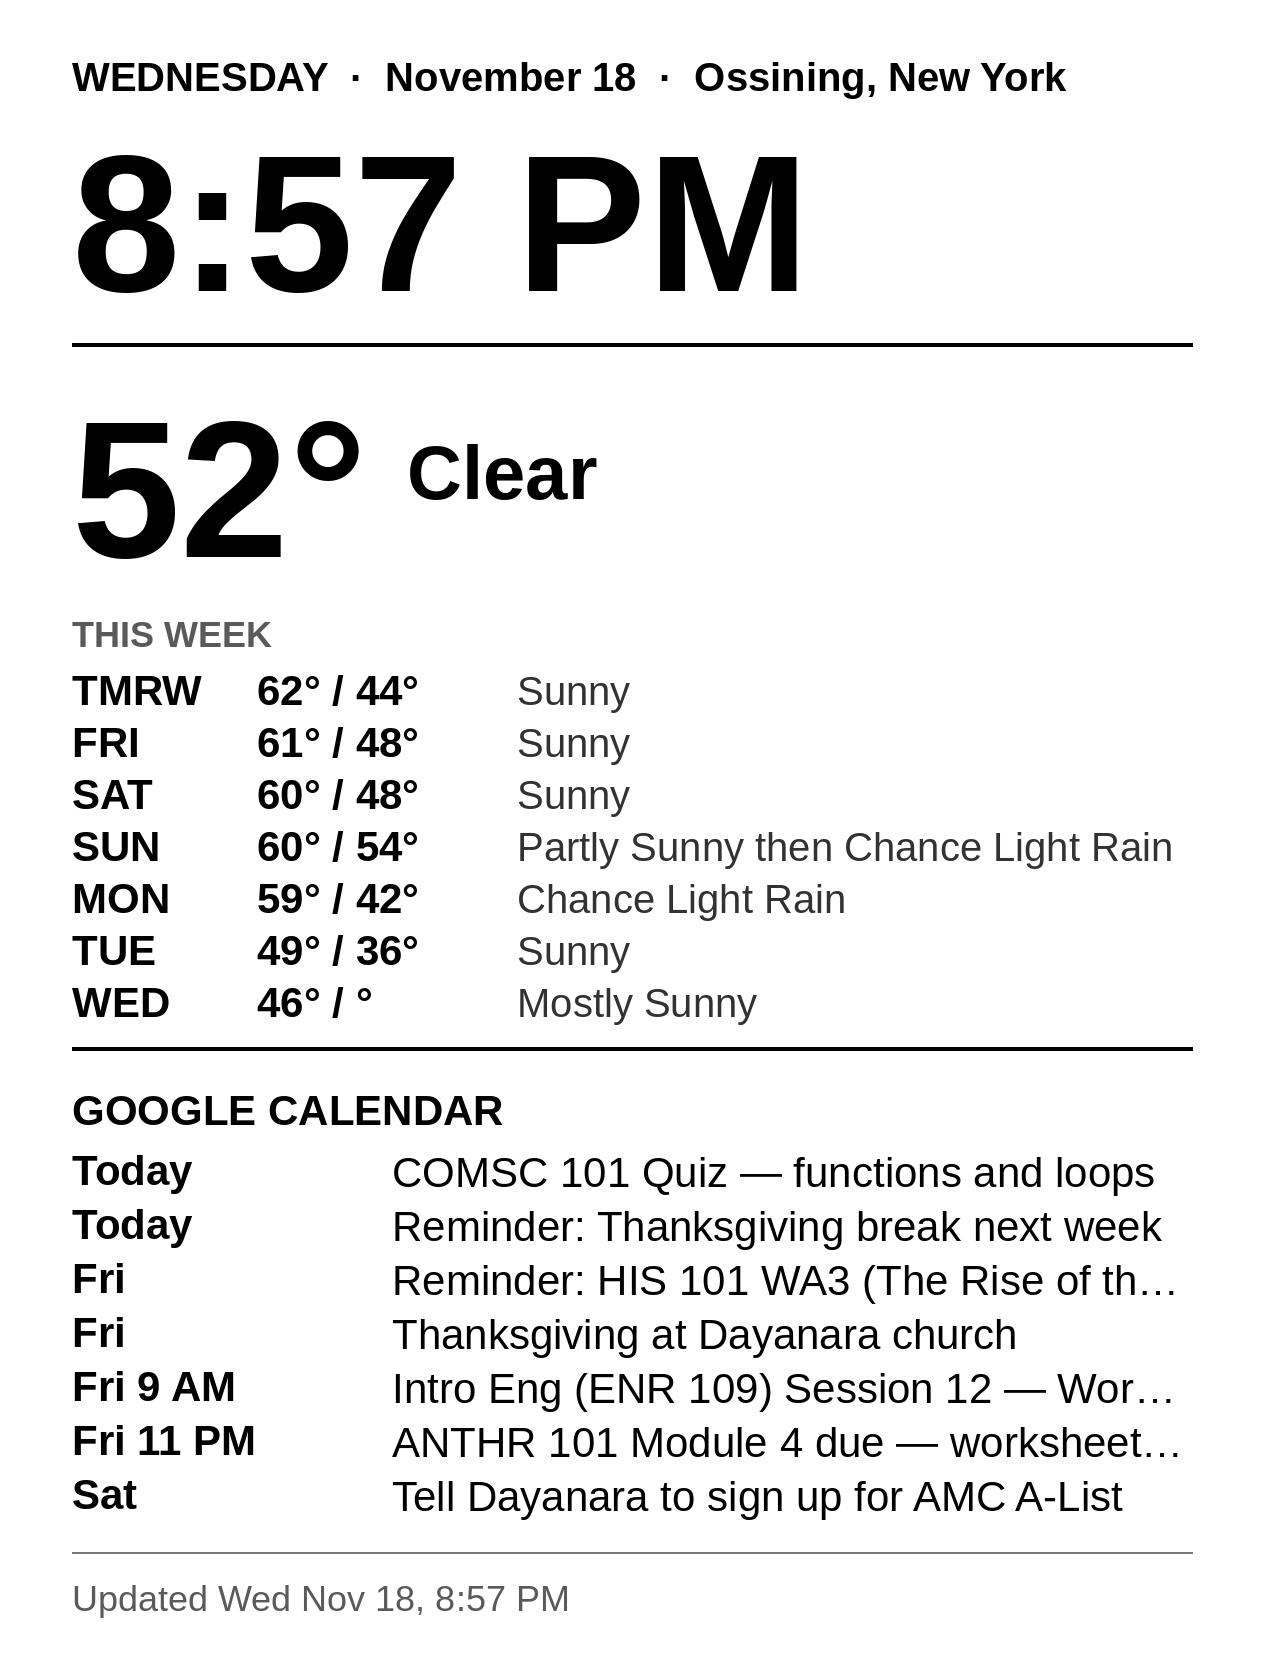 WEDNESDAY · November 18 · Ossining, New York
8:57 PM
52° Clear
THIS WEEK
TMRW 62° / 44° Sunny
FRI 61° / 48° Sunny
SAT 60° / 48° Sunny
SUN 60° / 54° Partly Sunny then Chance Light Rain
MON 59° / 42° Chance Light Rain
TUE 49° / 36° Sunny
WED 46° / ° Mostly Sunny
GOOGLE CALENDAR
Today COMSC 101 Quiz — functions and loops
Today Reminder: Thanksgiving break next week
Fri Reminder: HIS 101 WA3 (The Rise of th…
Fri Thanksgiving at Dayanara church
Fri 9 AM Intro Eng (ENR 109) Session 12 — Wor…
Fri 11 PM ANTHR 101 Module 4 due — worksheet…
Sat Tell Dayanara to sign up for AMC A-List
Updated Wed Nov 18, 8:57 PM